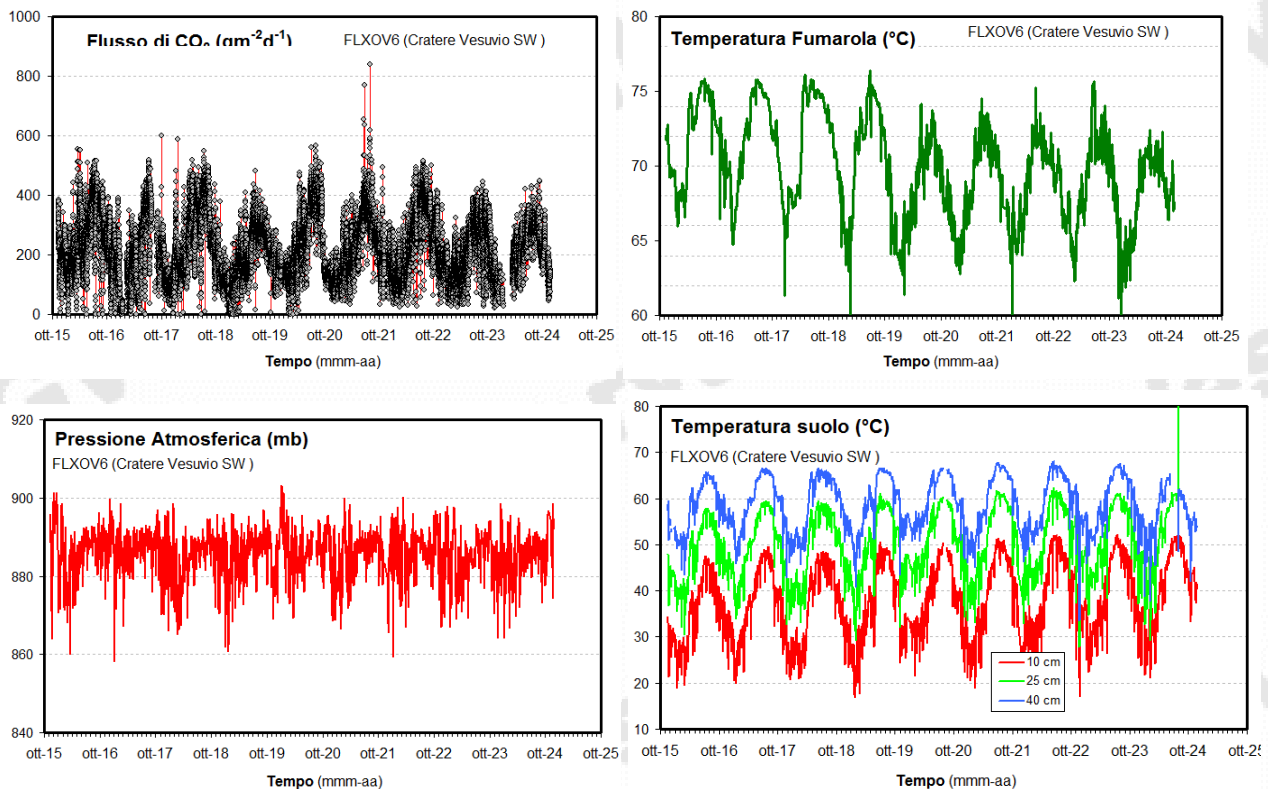 Flusso di CO₂ (gm⁻²d⁻¹)
FLXOV6 (Cratere Vesuvio SW )
1000
800
600
400
200
0
ott-15 ott-16 ott-17 ott-18 ott-19 ott-20 ott-21 ott-22 ott-23 ott-24 ott-25
Tempo (mmm-aa)
Temperatura Fumarola (°C)
FLXOV6 (Cratere Vesuvio SW )
80
75
70
65
60
ott-15 ott-16 ott-17 ott-18 ott-19 ott-20 ott-21 ott-22 ott-23 ott-24 ott-25
Tempo (mmm-aa)
Pressione Atmosferica (mb)
FLXOV6 (Cratere Vesuvio SW )
920
900
880
860
840
ott-15 ott-16 ott-17 ott-18 ott-19 ott-20 ott-21 ott-22 ott-23 ott-24 ott-25
Tempo (mmm-aa)
Temperatura suolo (°C)
FLXOV6 (Cratere Vesuvio SW )
80
70
60
50
40
30
20
10
10 cm
25 cm
40 cm
ott-15 ott-16 ott-17 ott-18 ott-19 ott-20 ott-21 ott-22 ott-23 ott-24 ott-25
Tempo (mmm-aa)